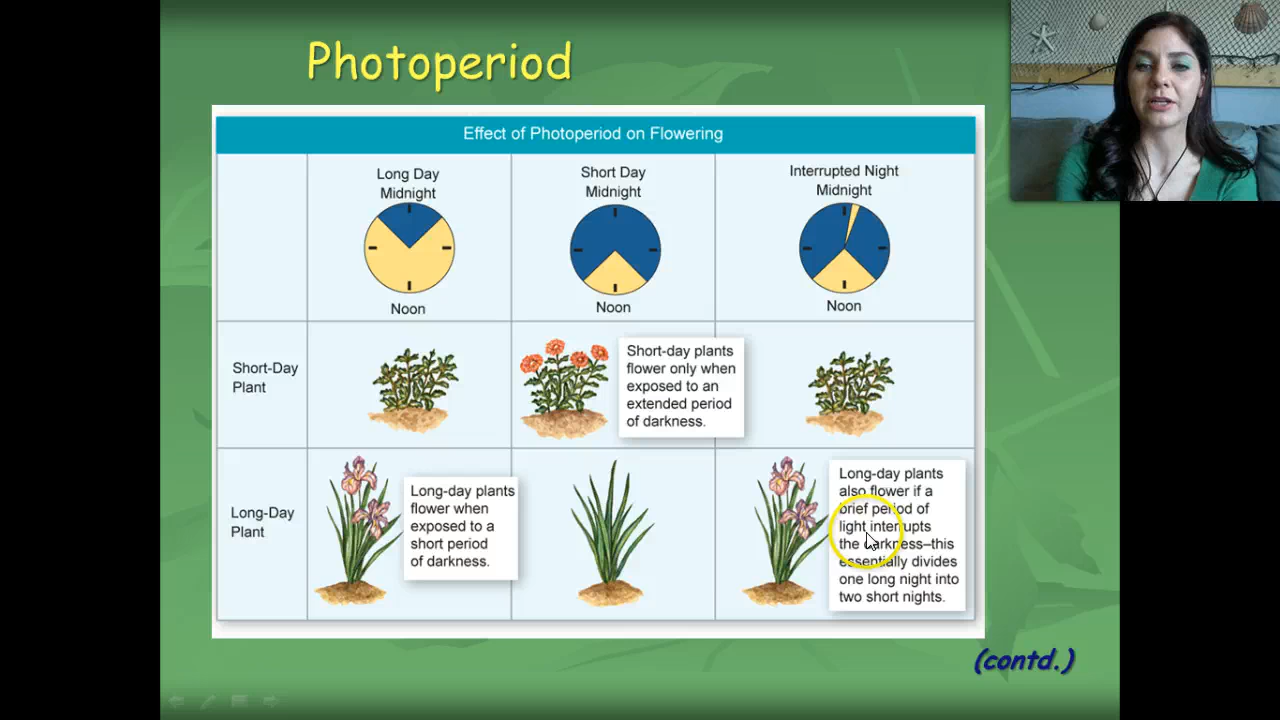 Photoperiod
Effect of Photoperiod on Flowering
Long Day
Midnight
Noon
Short Day
Midnight
Noon
Interrupted Night
Midnight
Noon
Short-Day
Plant
Short-day plants
flower only when
exposed to an
extended period
of darkness.
Long-Day
Plant
Long-day plants
flower when
exposed to a
short period
of darkness.
Long-day plants
also flower if a
brief period of
light interrupts
the darkness–this
essentially divides
one long night into
two short nights.
(contd.)